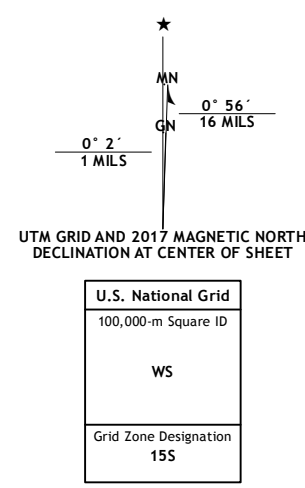 ★
MN
0° 56´
16 MILS
GN
0° 2´
1 MILS
UTM GRID AND 2017 MAGNETIC NORTH
DECLINATION AT CENTER OF SHEET
U.S. National Grid
100,000-m Square ID
WS
Grid Zone Designation
15S